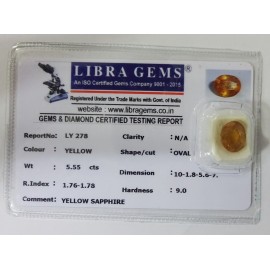 LIBRA GEMS®
An ISO Certified Gems Company 9001 - 2015
Registered Under the Trade Mark with Govt. of India
website : www.libragems.co.in
GEMS & DIAMOND CERTIFIED TESTING REPORT
ReportNo: LY 278 Clarity N/A
Colour YELLOW Shape/cut OVAL
Wt 5.55 cts Dimension 10-1.8-5.6-7.
R.Index 1.76-1.78 Hardness 9.0
Comment YELLOW SAPPHIRE